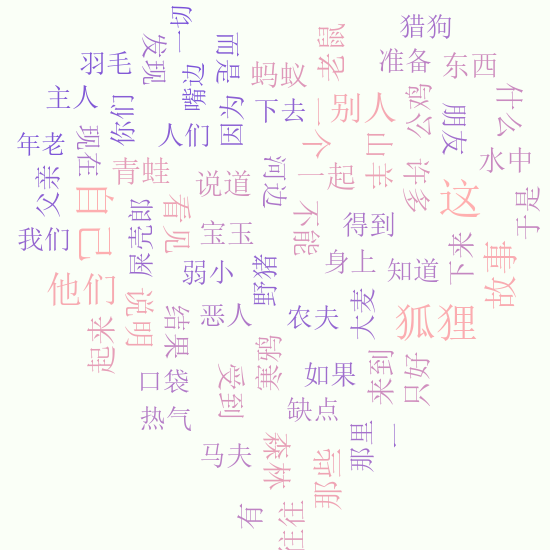 一切
猎狗
发现
而是
老鼠
羽毛
嘴边
蚂蚁
准备
东西
主人
你们
因为
下去
一
别人
公鸡
什么
年老
现在
人们
一个
山羊
朋友
水中
父亲
青蛙
说道
河边
一起
许多
这
于是
自己
屎壳郎
看见
宝玉
不能
得到
我们
弱小
野猪
身上
知道
下来
故事
他们
说明
结果
恶人
农夫
大麦
狐狸
起来
口袋
受到
寒鸦
如果
来到
只好
热气
缺点
马夫
森林
那些
那里
一
有
往往